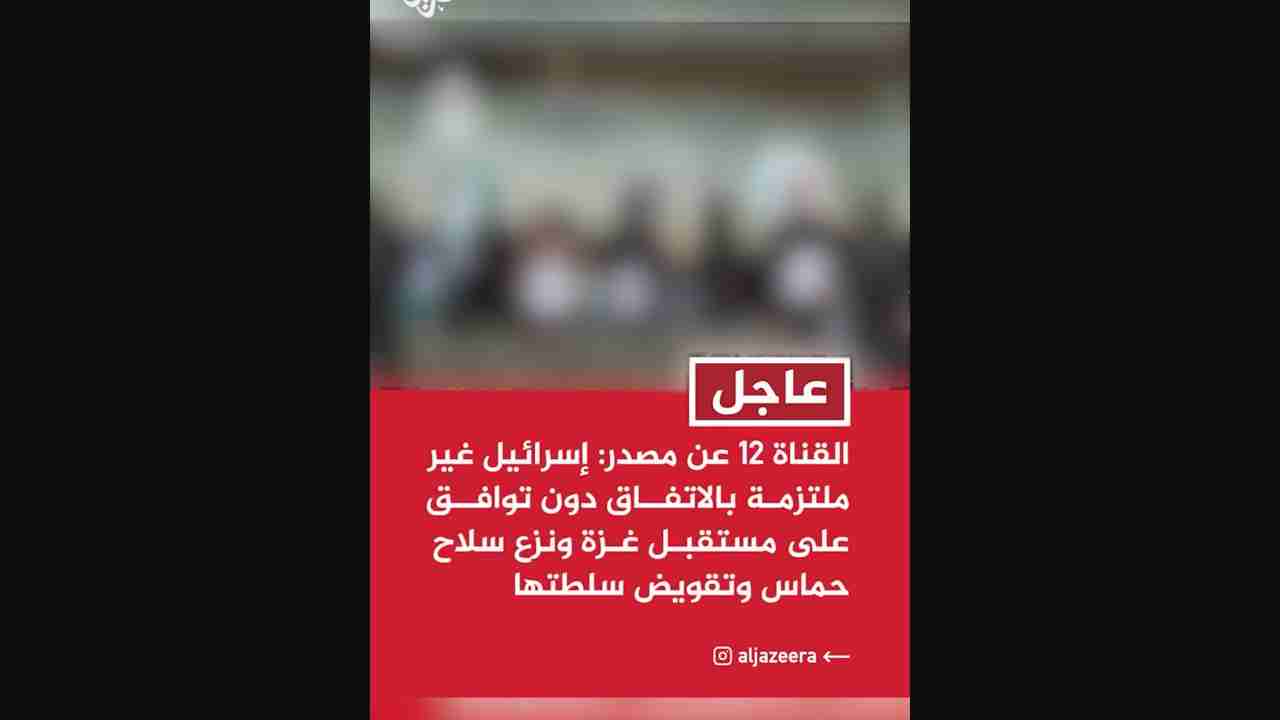 عاجل
القناة 12 عن مصدر: إسرائيل غير
ملتزمة بالاتفاق دون توافق
على مستقبل غزة ونزع سلاح
حماس وتقويض سلطتها
aljazeera